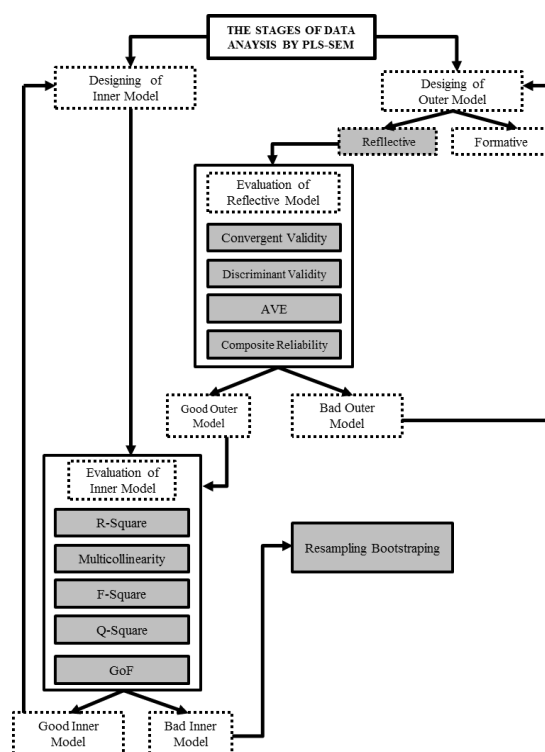 THE STAGES OF DATA
ANAYSIS BY PLS-SEM
Designing of
Inner Model
Desiging of
Outer Model
Refllective
Formative
Evaluation of
Reflective Model
Convergent Validity
Discriminant Validity
AVE
Composite Reliability
Good Outer
Model
Bad Outer
Model
Evaluation of
Inner Model
R-Square
Multicollinearity
F-Square
Q-Square
GoF
Resampling Bootstraping
Good Inner
Model
Bad Inner
Model